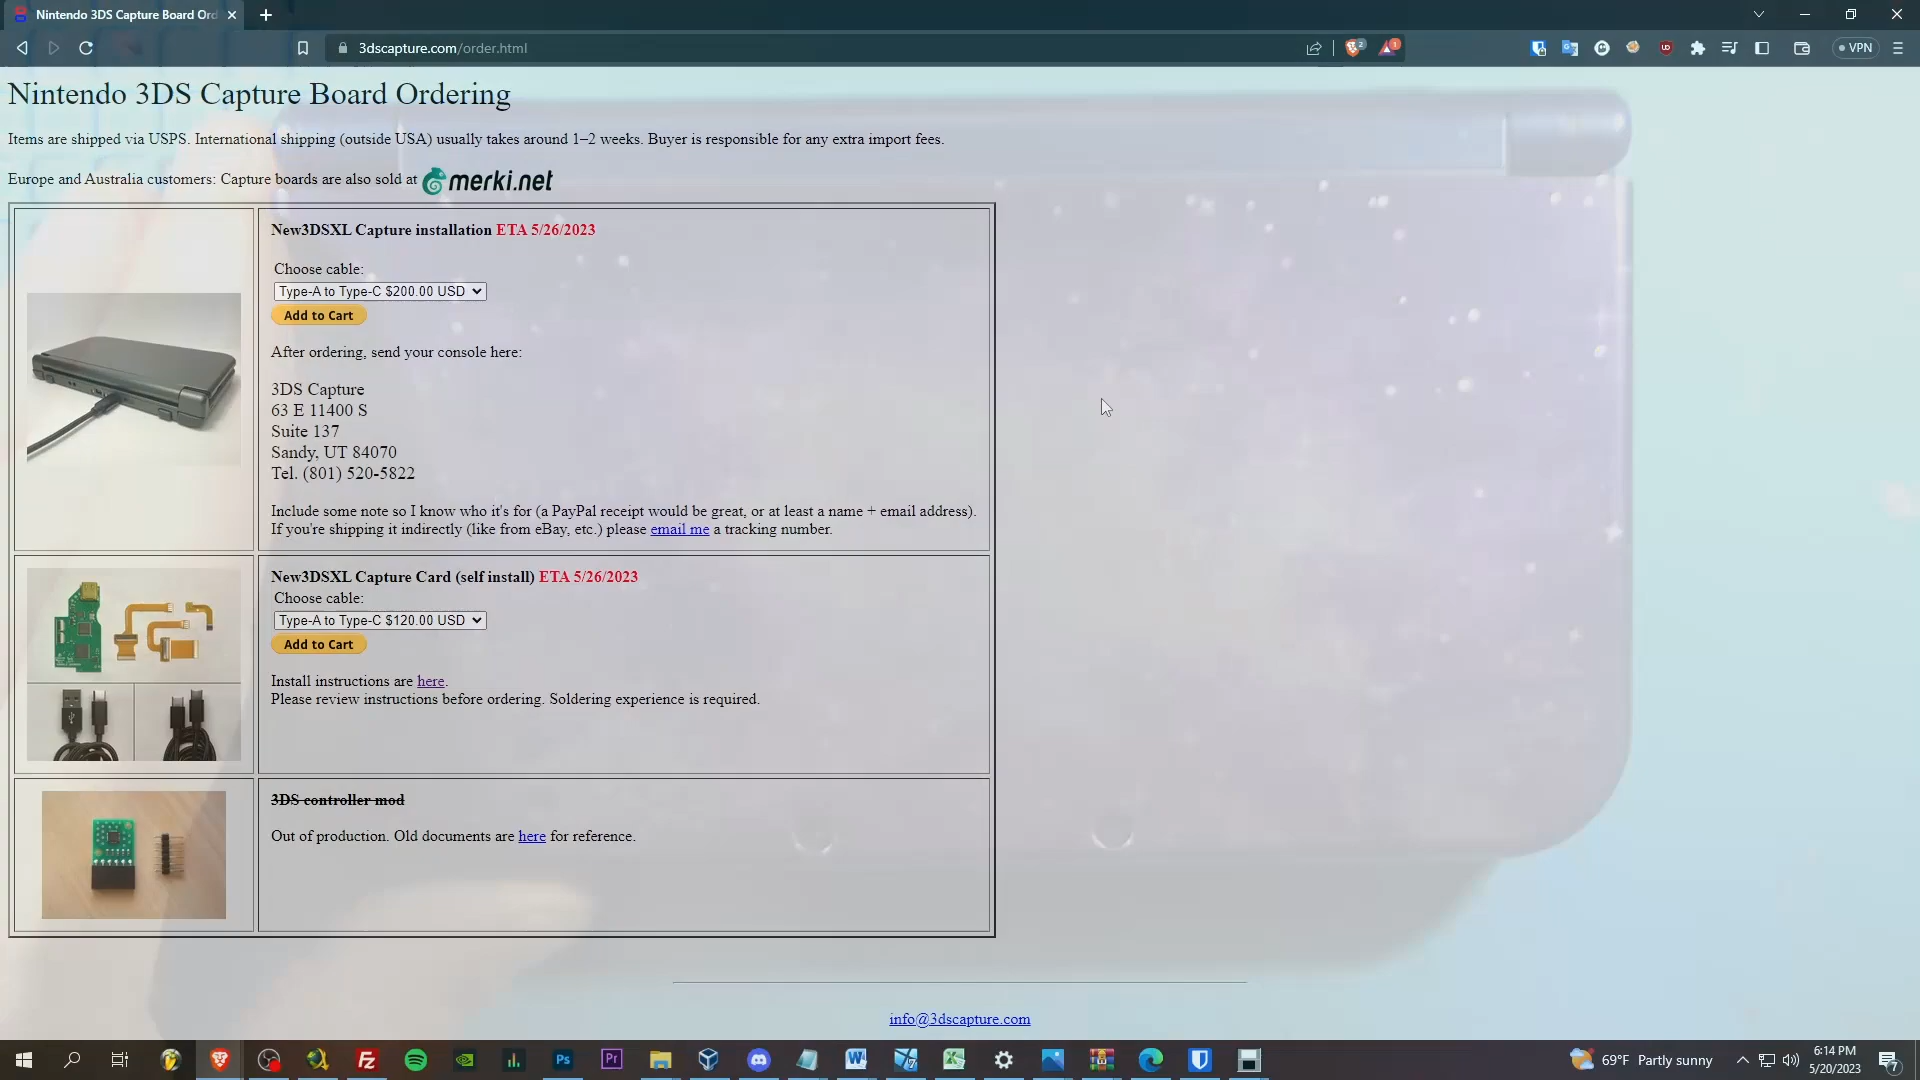 Nintendo 3DS Capture Board Ord
3dscapture.com/order.html
2
1
VPN
Nintendo 3DS Capture Board Ordering
Items are shipped via USPS. International shipping (outside USA) usually takes around 1–2 weeks. Buyer is responsible for any extra import fees.
Europe and Australia customers: Capture boards are also sold at merki.net
New3DSXL Capture installation ETA 5/26/2023
Choose cable:
Type-A to Type-C $200.00 USD
Add to Cart
After ordering, send your console here:
3DS Capture
63 E 11400 S
Suite 137
Sandy, UT 84070
Tel. (801) 520-5822
Include some note so I know who it's for (a PayPal receipt would be great, or at least a name + email address).
If you're shipping it indirectly (like from eBay, etc.) please email me a tracking number.
New3DSXL Capture Card (self install) ETA 5/26/2023
Choose cable:
Type-A to Type-C $120.00 USD
Add to Cart
Install instructions are here.
Please review instructions before ordering. Soldering experience is required.
3DS controller mod
Out of production. Old documents are here for reference.
info@3dscapture.com
Fz
Ps
Pr
69°F Partly sunny
6:14 PM
5/20/2023
7